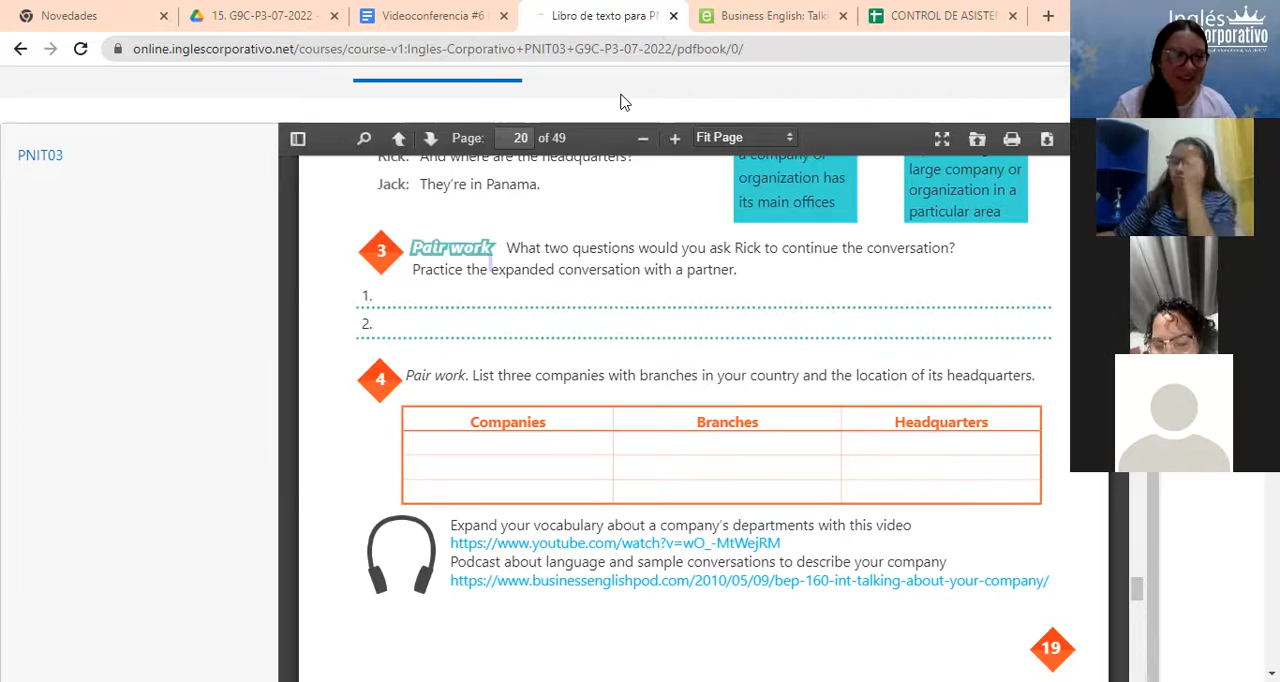 Novedades
15. G9C-P3-07-2022 -
Videoconferencia #6
Libro de texto para
Business English: Tal
CONTROL DE ASISTE
online.inglescorporativo.net/courses/course-v1:Ingles-Corporativo+PNIT03+G9C-P3-07-2022/pdfbook/0/
Inglés
Corporativo
PNIT03
Page: 20 of 49
Fit Page
Rick: And where are the headquarters?
Jack: They're in Panama.
a company or
organization has
its main offices
large company or
organization in a
particular area
3 Pair work What two questions would you ask Rick to continue the conversation?
Practice the expanded conversation with a partner.
1.
2.
4 Pair work. List three companies with branches in your country and the location of its headquarters.
Companies Branches Headquarters
Expand your vocabulary about a company's departments with this video
https://www.youtube.com/watch?v=wO_-MtWejRM
Podcast about language and sample conversations to describe your company
https://www.businessenglishpod.com/2010/05/09/bep-160-int-talking-about-your-company/
19